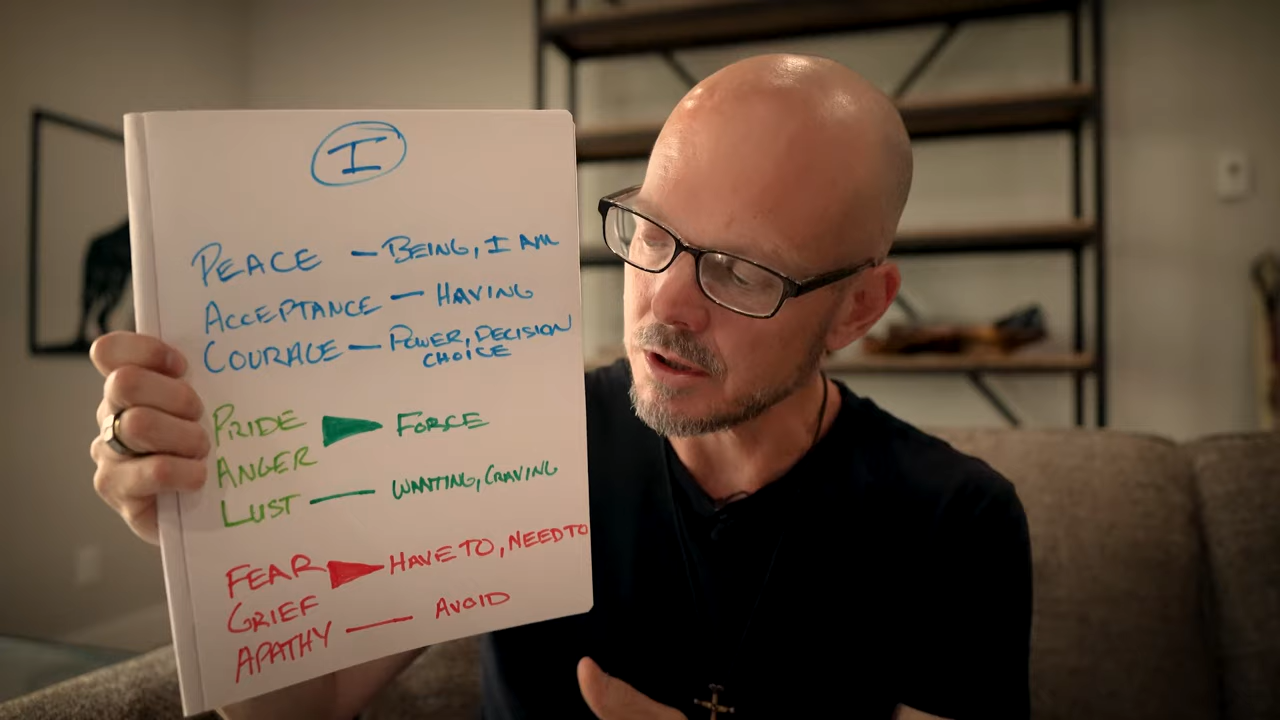 I
PEACE — BEING, I AM
ACCEPTANCE — HAVING
COURAGE — POWER, DECISION
CHOICE
PRIDE FORCE
ANGER
LUST — WANTING, CRAVING
FEAR HAVE TO, NEED TO
GRIEF
APATHY — AVOID